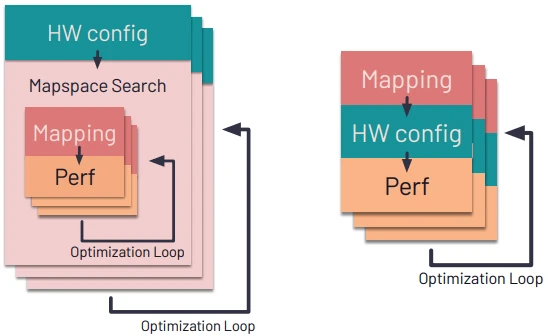 HW config
Mapspace Search
Mapping
Perf
Optimization Loop
Optimization Loop
Mapping
HW config
Perf
Optimization Loop